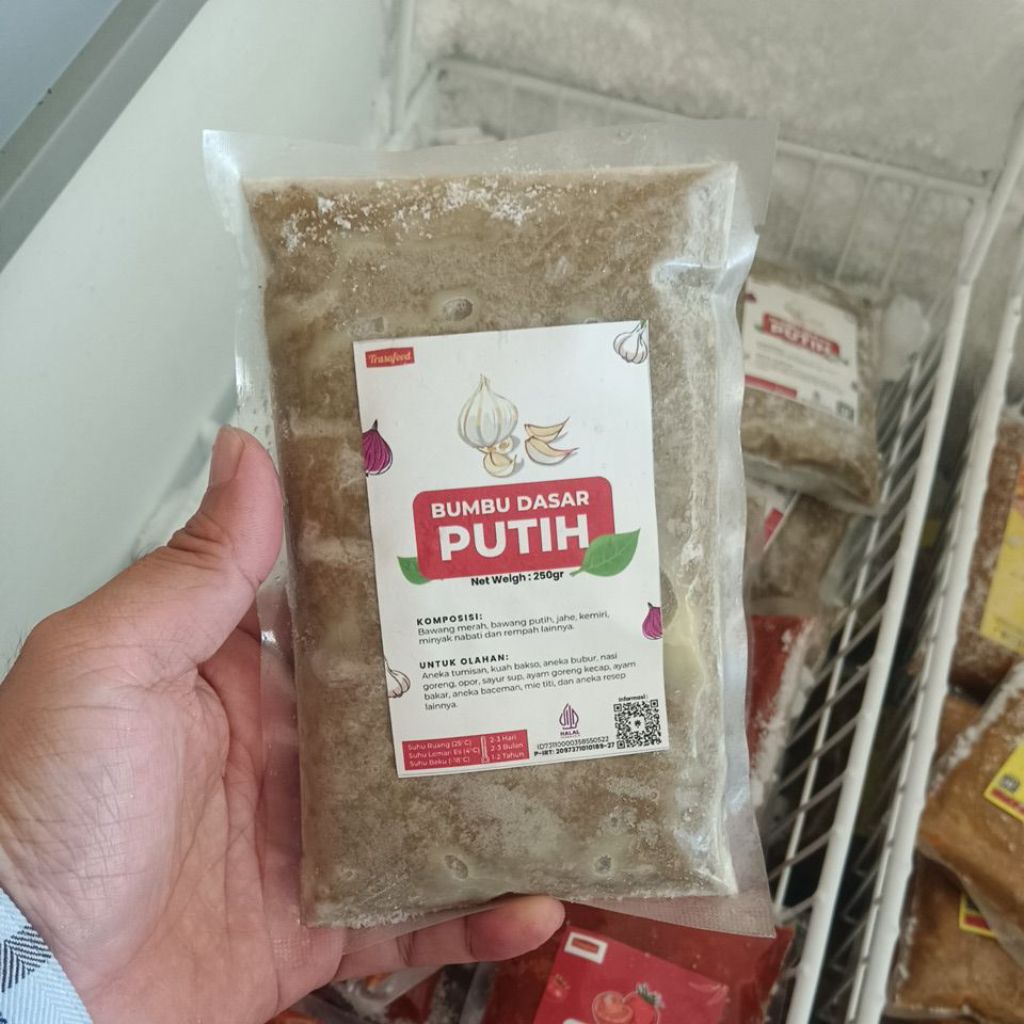 Trasafood
BUMBU DASAR
PUTIH
Net Weigh : 250gr
KOMPOSISI:
Bawang merah, bawang putih, jahe, kemiri,
minyak nabati dan rempah lainnya.
UNTUK OLAHAN:
Aneka tumisan, kuah bakso, aneka bubur, nasi
goreng, opor, sayur sup, ayam goreng kecap, ayam
bakar, aneka baceman, mie titi, dan aneka resep
lainnya.
Suhu Ruang (25°C) 2-3 Hari
Suhu Lemari Es (4°C) 2-3 Bulan
Suhu Beku (-18°C) 1-2 Tahun
HALAL
Informasi :
ID73110000358550522
P-IRT: 2097371010189-27
PUTIH